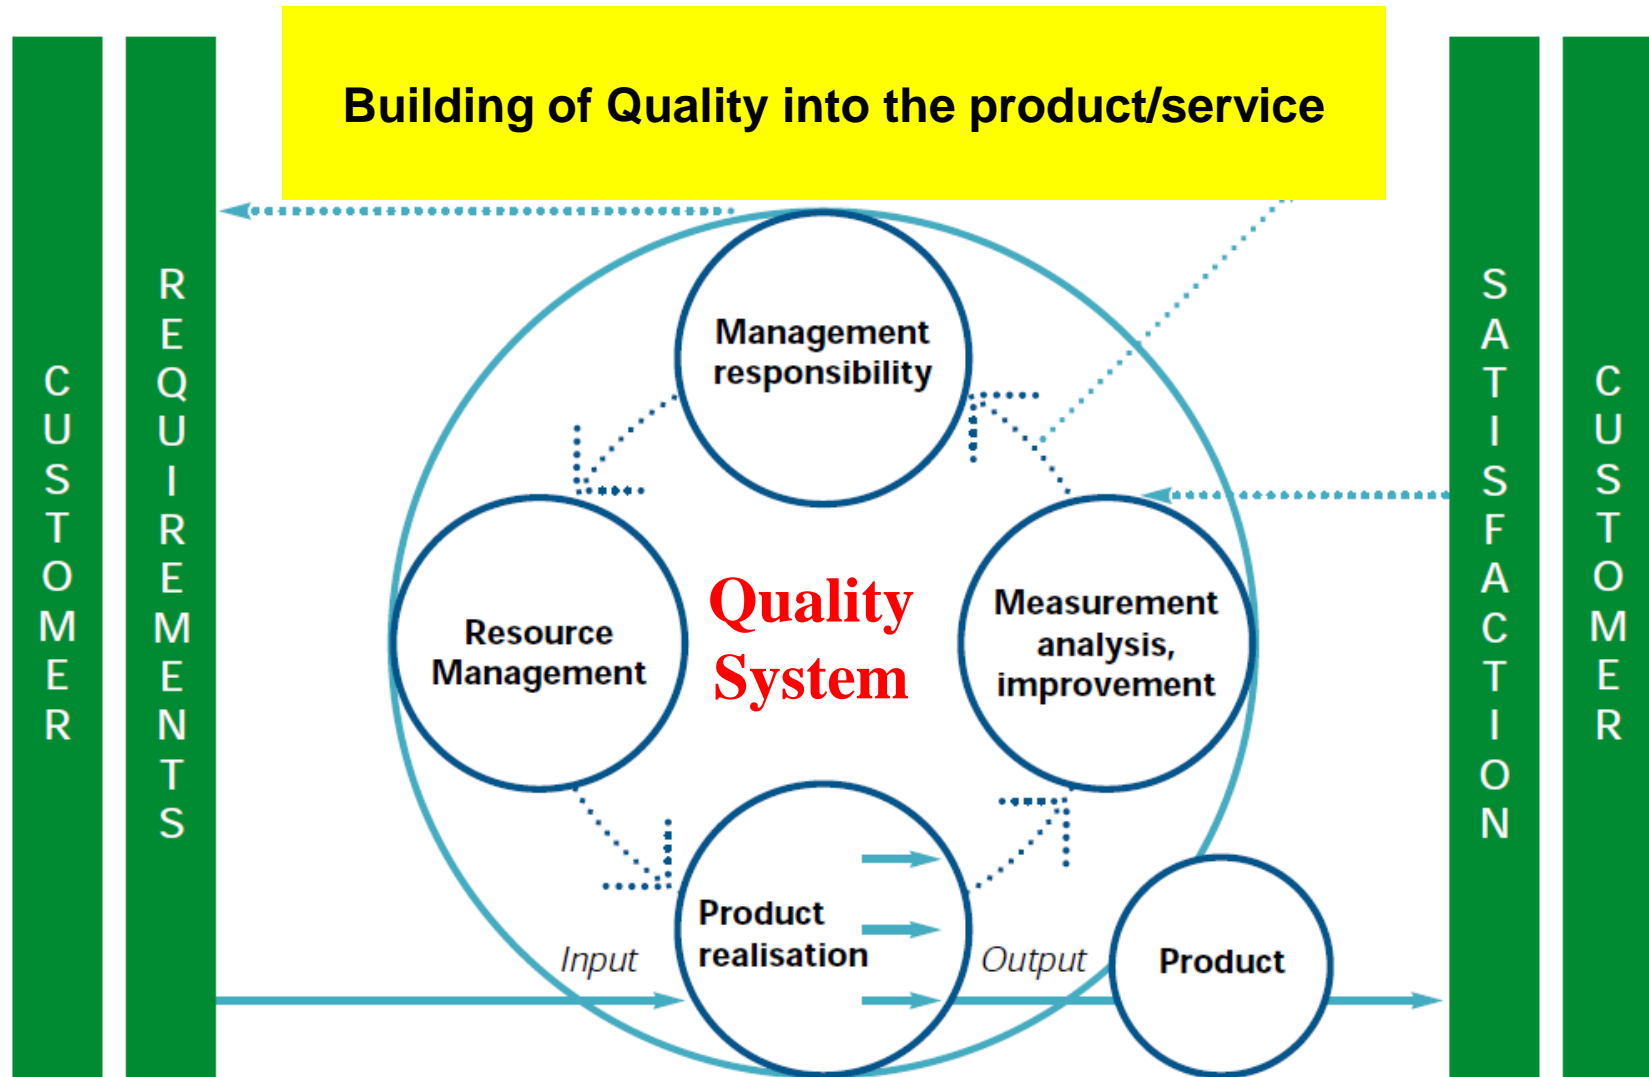 Building of Quality into the product/service
CUSTOMER
REQUIREMENTS
Management
responsibility
Resource
Management
Quality
System
Measurement
analysis,
improvement
Input
Product
realisation
Output
Product
SATISFACTION
CUSTOMER